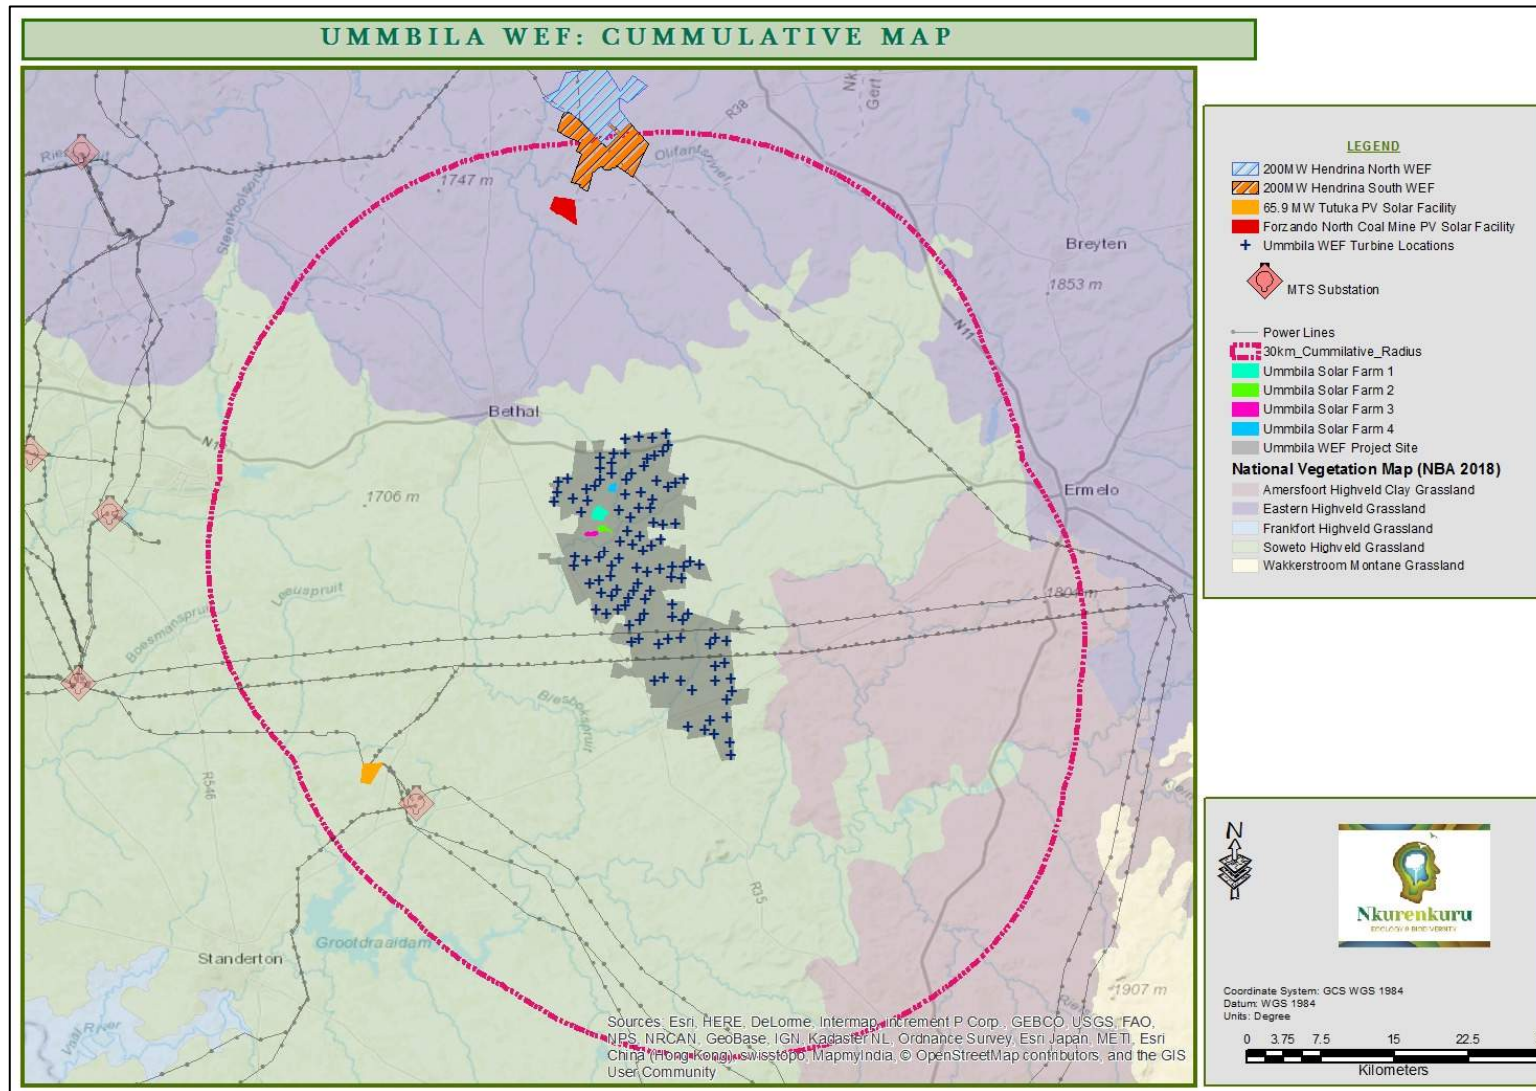 UMMBILA WEF: CUMMULATIVE MAP
R38
Gert
Olifantsrivier
1747 m
Steenkoolspruit
Breyten
1853 m
N11
Bethal
Ermelo
1706 m
Leeuspruit
Boesmanspruit
Blesbokspruit
R546
R35
Grootdraaidam
Standerton
Vaal River
1907 m
Sources: Esri, HERE, DeLorme, Intermap, increment P Corp., GEBCO, USGS, FAO,
NPS, NRCAN, GeoBase, IGN, Kadaster NL, Ordnance Survey, Esri Japan, METI, Esri
China (Hong Kong), swisstopo, MapmyIndia, © OpenStreetMap contributors, and the GIS
User Community
LEGEND
200MW Hendrina North WEF
200MW Hendrina South WEF
65.9 MW Tutuka PV Solar Facility
Forzando North Coal Mine PV Solar Facility
Ummbila WEF Turbine Locations
MTS Substation
Power Lines
30km_Cummilative_Radius
Ummbila Solar Farm 1
Ummbila Solar Farm 2
Ummbila Solar Farm 3
Ummbila Solar Farm 4
Ummbila WEF Project Site
National Vegetation Map (NBA 2018)
Amersfoort Highveld Clay Grassland
Eastern Highveld Grassland
Frankfort Highveld Grassland
Soweto Highveld Grassland
Wakkerstroom Montane Grassland
N
Nkurenkuru
ECOLOGY & BIODIVERSITY
Coordinate System: GCS WGS 1984
Datum: WGS 1984
Units: Degree
0 3.75 7.5 15 22.5
Kilometers